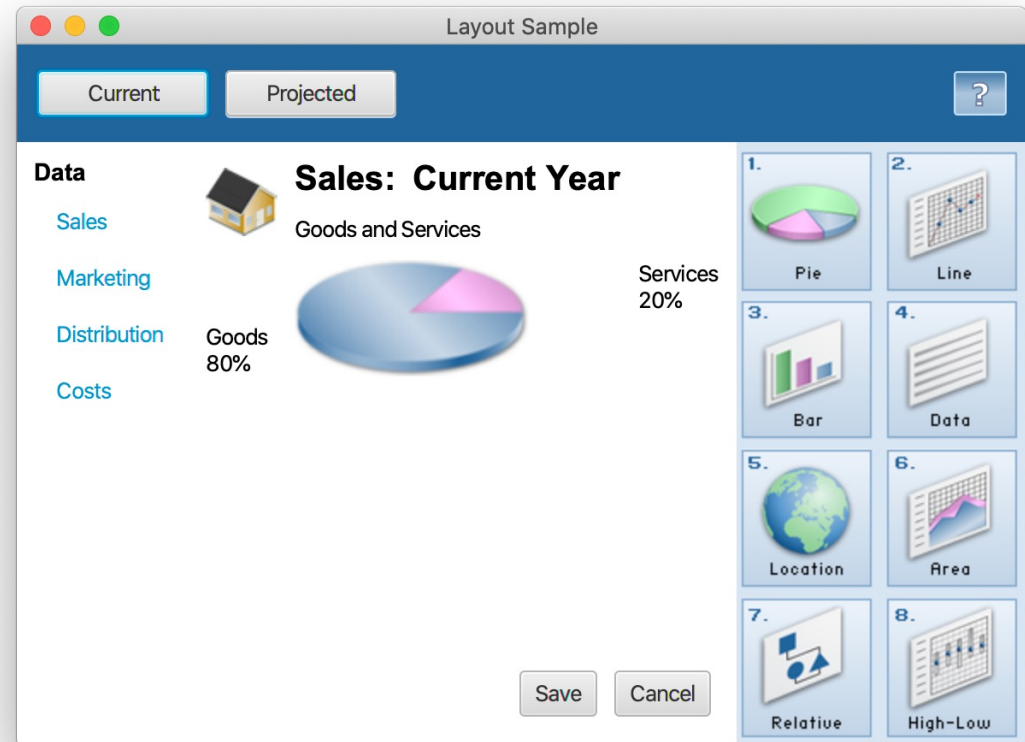 Layout Sample
Current
Projected
?
Data
Sales
Marketing
Distribution
Costs
Sales:  Current Year
Goods and Services
Goods
80%
Services
20%
Save
Cancel
1.
Pie
2.
Line
3.
Bar
4.
Data
5.
Location
6.
Area
7.
Relative
8.
High-Low